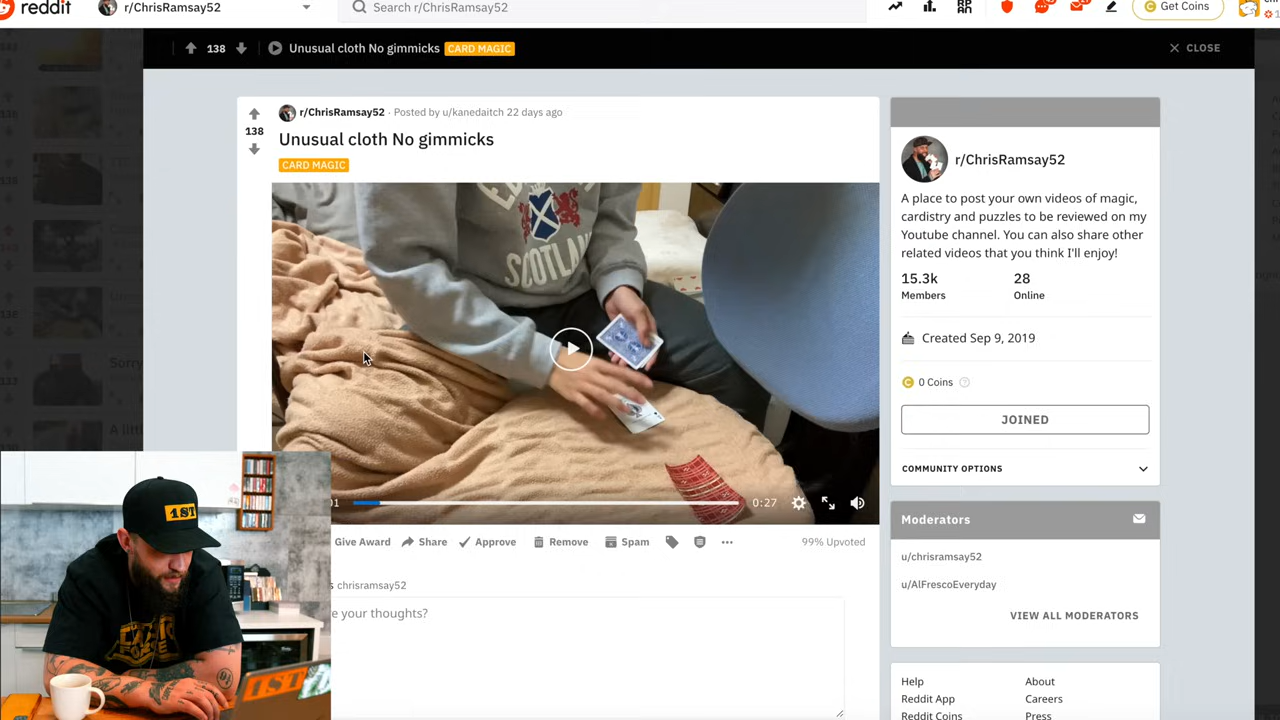 reddit
r/ChrisRamsay52
Search r/ChrisRamsay52
Get Coins
138
Unusual cloth No gimmicks
CARD MAGIC
CLOSE
r/ChrisRamsay52 · Posted by u/kanedaitch 22 days ago
138
Unusual cloth No gimmicks
CARD MAGIC
SCOTLAND
0:27
Give Award
Share
Approve
Remove
Spam
99% Upvoted
chrisramsay52
your thoughts?
r/ChrisRamsay52
A place to post your own videos of magic,
cardistry and puzzles to be reviewed on my
Youtube channel. You can also share other
related videos that you think I'll enjoy!
15.3k
28
Members
Online
Created Sep 9, 2019
0 Coins
JOINED
COMMUNITY OPTIONS
Moderators
u/chrisramsay52
u/AlFrescoEveryday
VIEW ALL MODERATORS
Help
About
Reddit App
Careers
Reddit Coins
Press
1ST
1ST